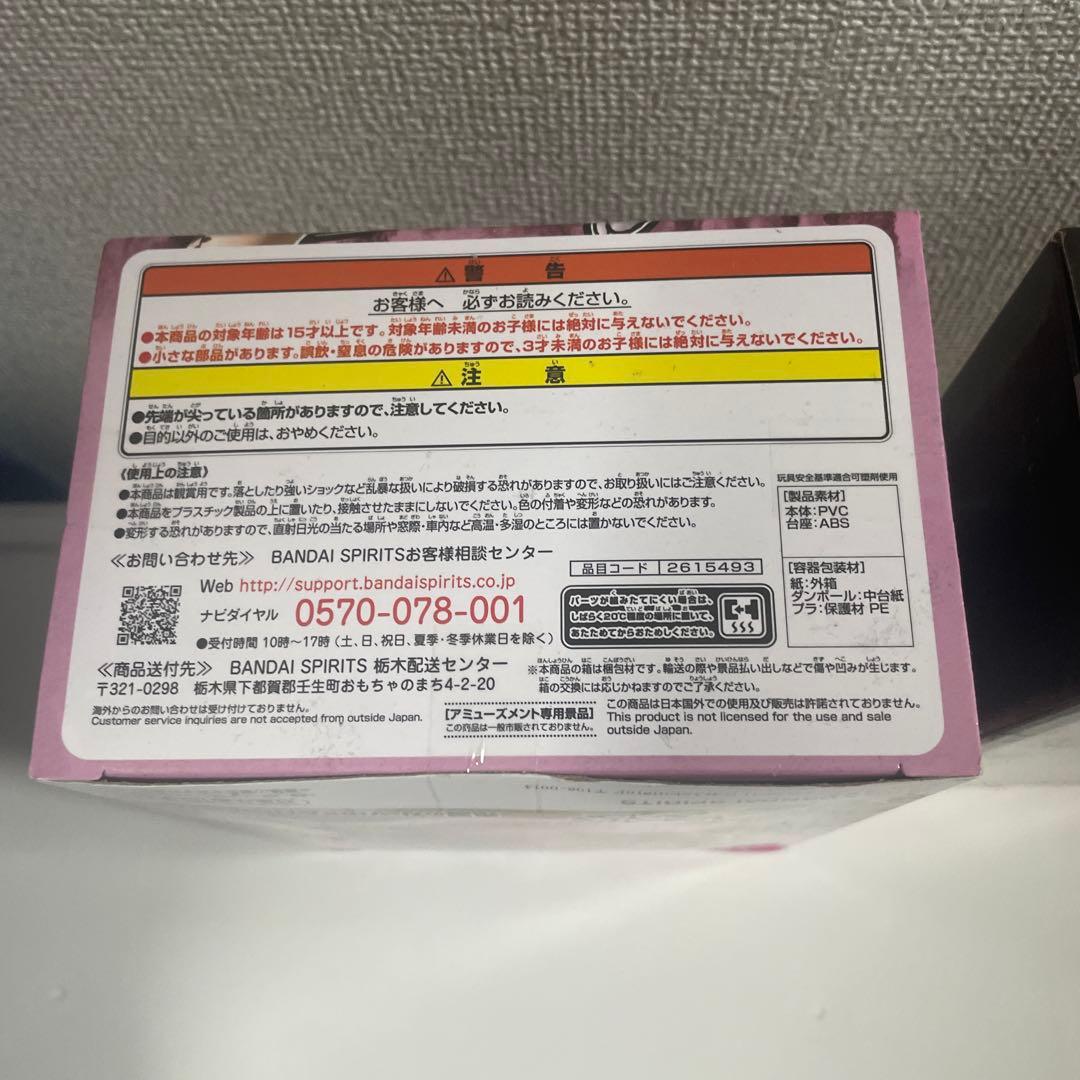 ⚠警告
お客様へ 必ずお読みください。
●本商品の対象年齢は15才以上です。対象年齢未満のお子様には絶対に与えないでください。
●小さな部品があります。誤飲・窒息の危険がありますので、3才未満のお子様には絶対に与えないでください。
⚠注意
●先端が尖っている箇所がありますので、注意してください。
●目的以外のご使用は、おやめください。
〈使用上の注意〉
●本商品は観賞用です。落としたり強いショックなど乱暴な扱いにより破損する恐れがありますので、お取り扱いにはご注意ください。
●本商品をプラスチック製品の上に置いたり、接触させたままにしないでください。色の付着や変形などの恐れがあります。
●変形する恐れがありますので、直射日光の当たる場所や窓際・車内など高温・多湿のところには置かないでください。
玩具安全基準適合可塑剤使用
[製品素材]
本体:PVC
台座:ABS
[容器包装材]
紙:外箱
ダンボール:中台紙
プラ:保護材 PE
≪お問い合わせ先≫ BANDAI SPIRITSお客様相談センター
Web http://support.bandaispirits.co.jp
ナビダイヤル 0570-078-001
●受付時間 10時〜17時(土、日、祝日、夏季・冬季休業日を除く)
品目コード 2615493
パーツが組みたてにくい場合は、
しばらく20℃程度の場所に置いて、
あたためてからおためしください。
≪商品送付先≫ BANDAI SPIRITS 栃木配送センター
〒321-0298 栃木県下都賀郡壬生町おもちゃのまち4-2-20
※本商品の箱は梱包材です。輸送の際や景品払い出しなどで傷や凹みが生じます。
箱の交換には応じかねますのでご了承ください。
海外からのお問い合わせは受け付けておりません。
Customer service inquiries are not accepted from outside Japan.
[アミューズメント専用景品]
この商品は一般市販されておりません。
この商品は日本国外での使用及び販売は許諾されておりません。
This product is not licensed for the use and sale
outside Japan.